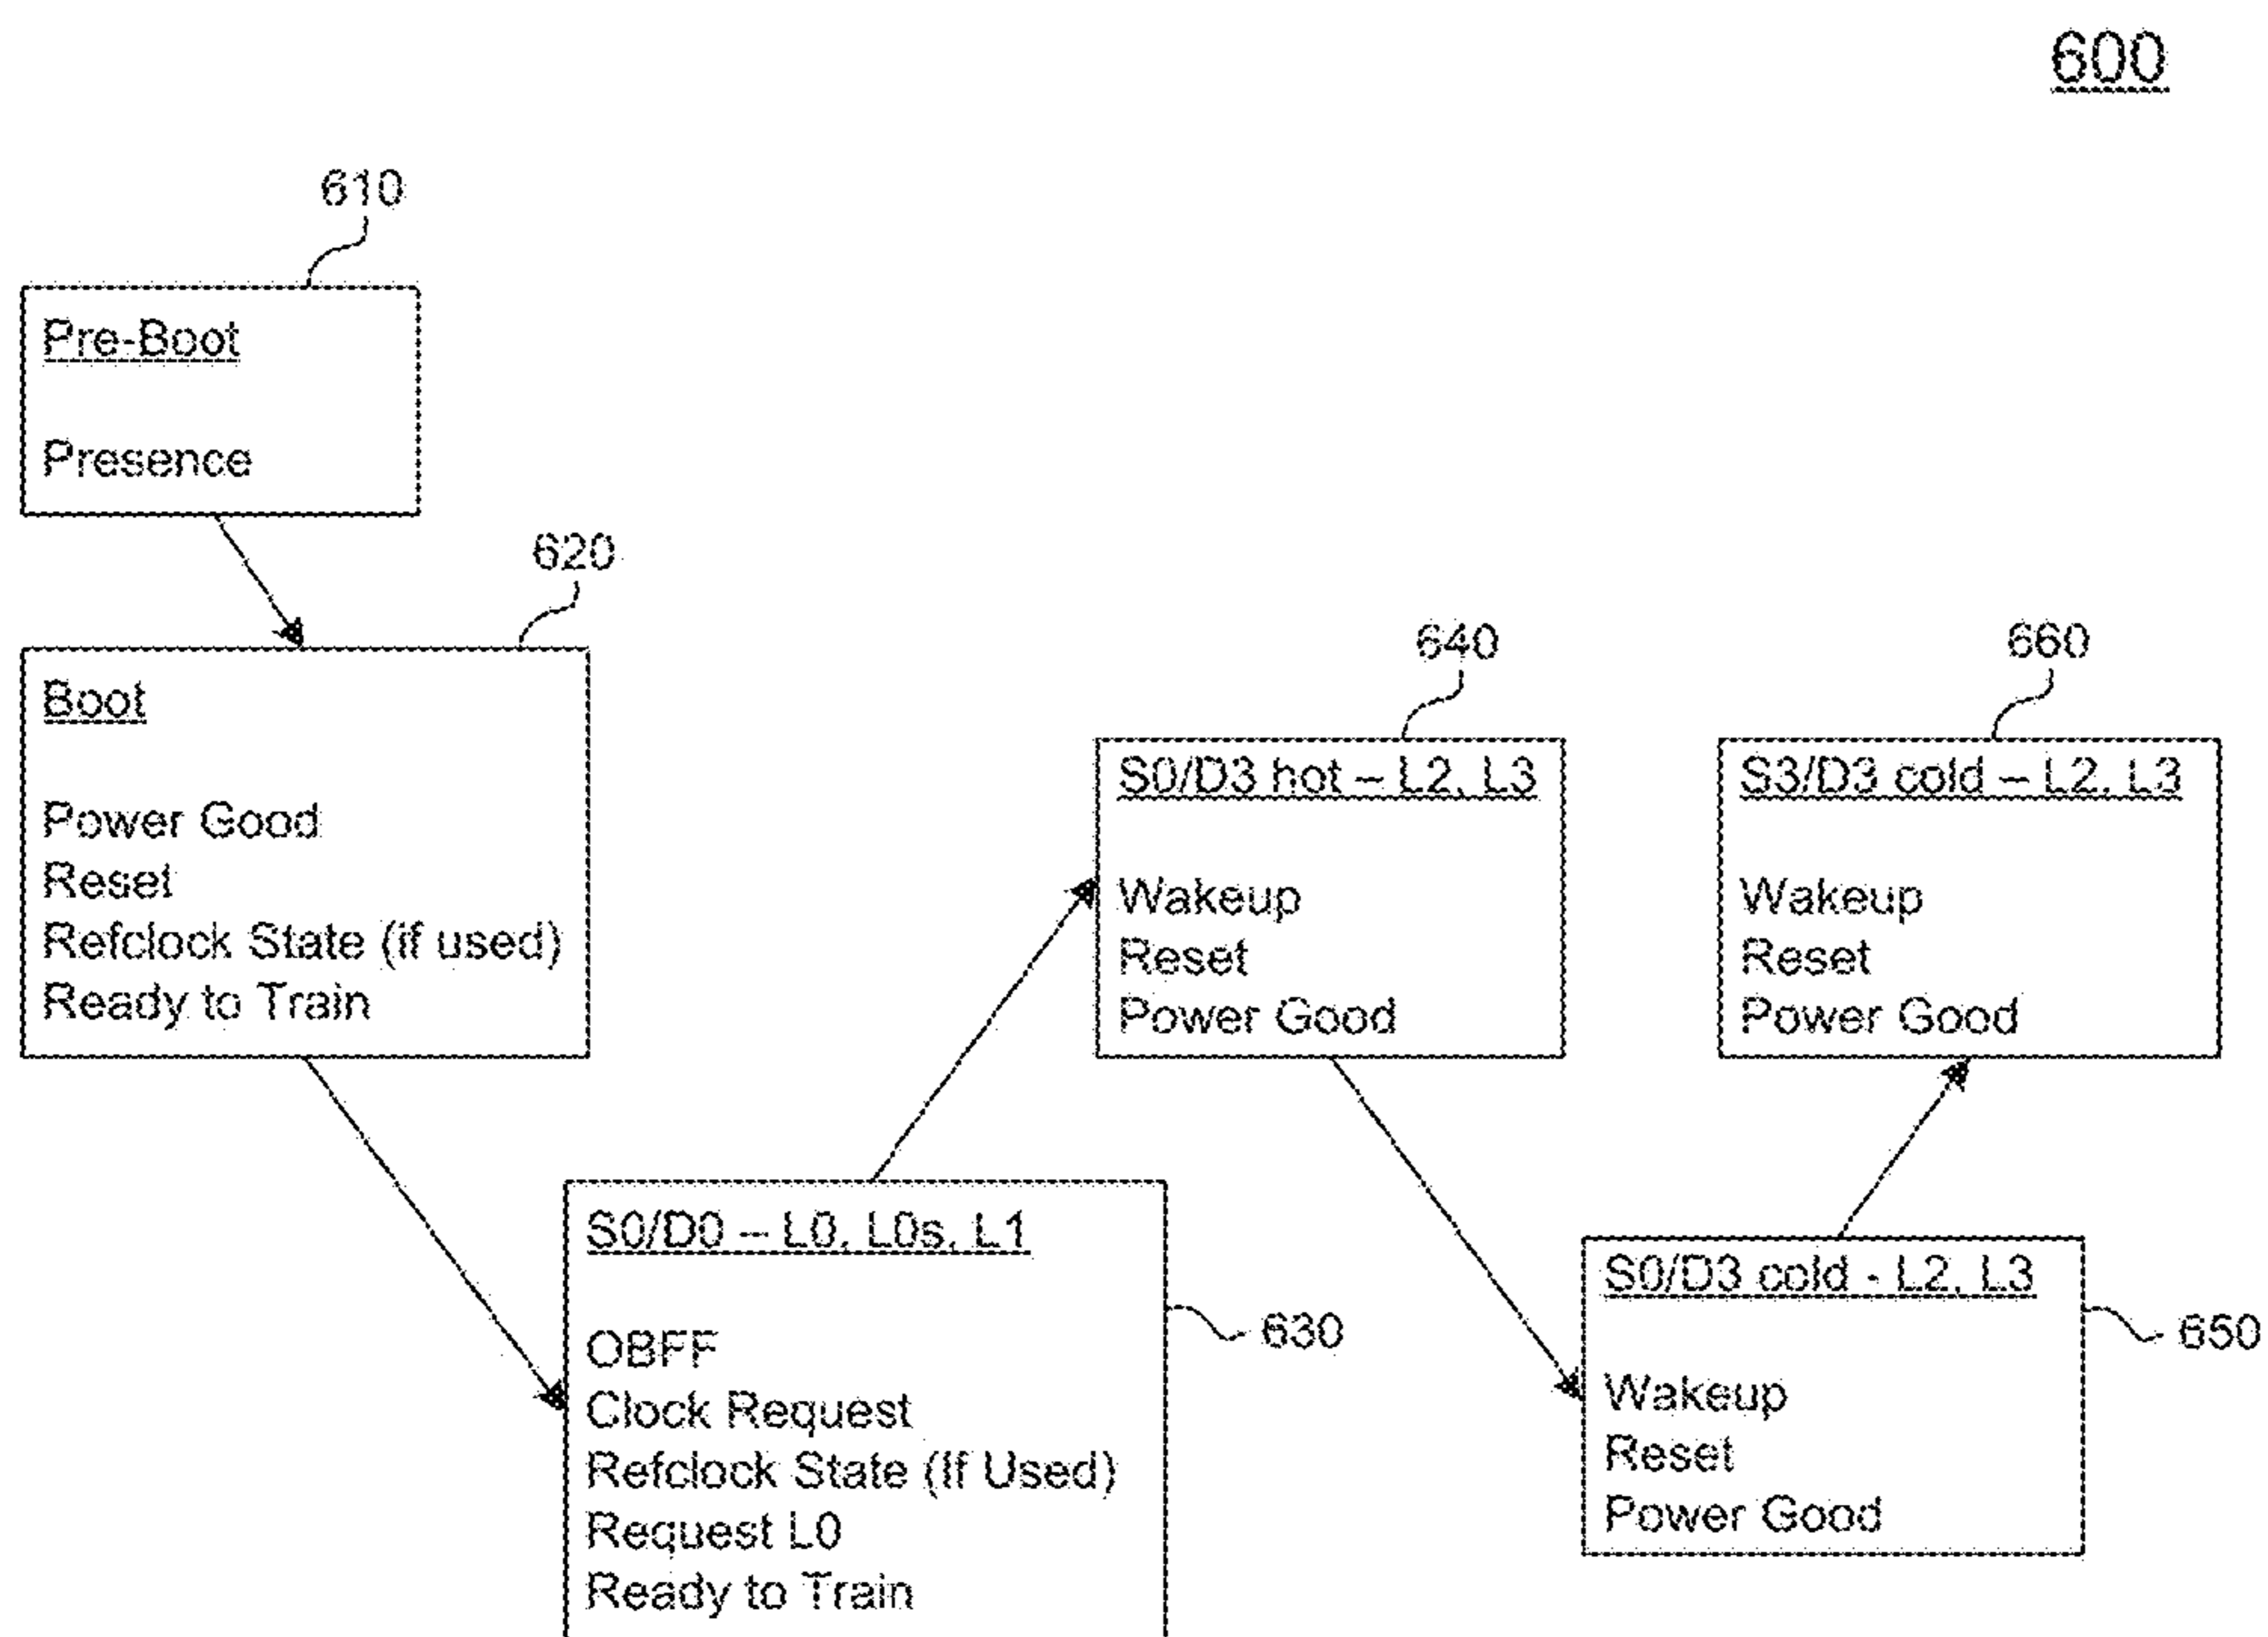 600
610
Pre-Boot
Presence
620
Boot
Power Good
Reset
Refclock State (if used)
Ready to Train
630
S0/D0 – L0, L0s, L1
OBFF
Clock Request
Refclock State (If Used)
Request L0
Ready to Train
640
S0/D3 hot – L2, L3
Wakeup
Reset
Power Good
650
S0/D3 cold - L2, L3
Wakeup
Reset
Power Good
660
S3/D3 cold – L2, L3
Wakeup
Reset
Power Good